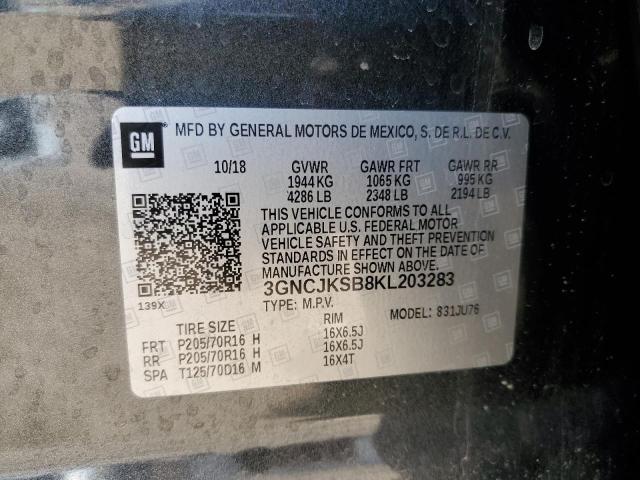 GM MFD BY GENERAL MOTORS DE MEXICO, S. DE R.L. DE C.V.
10/18 GVWR GAWR FRT GAWR RR
1944 KG 1065 KG 995 KG
4286 LB 2348 LB 2194 LB
THIS VEHICLE CONFORMS TO ALL
APPLICABLE U.S. FEDERAL MOTOR
VEHICLE SAFETY AND THEFT PREVENTION
STANDARDS IN EFFECT ON THE DATE OF
MANUFACTURE SHOWN ABOVE.
139X 3GNCJKSB8KL203283
TYPE: M.P.V. MODEL: 831JU76
TIRE SIZE RIM
FRT P205/70R16 H 16X6.5J
RR P205/70R16 H 16X6.5J
SPA T125/70D16 M 16X4T